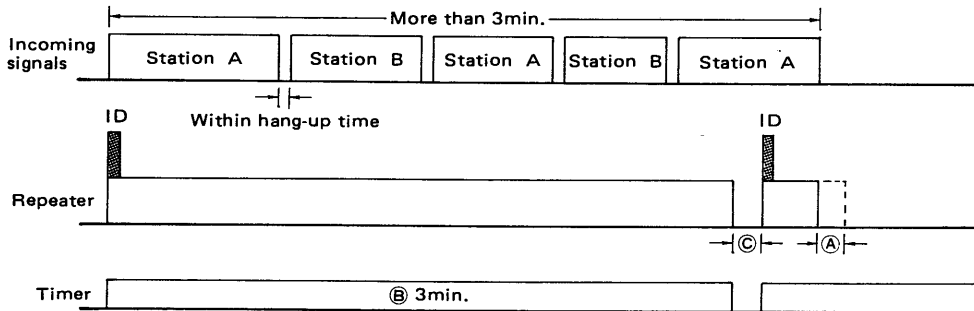 More than 3min.
Incoming signals
Station A
Station B
Station A
Station B
Station A
Within hang-up time
ID
ID
Repeater
Ⓒ
Ⓐ
Timer
Ⓑ 3min.